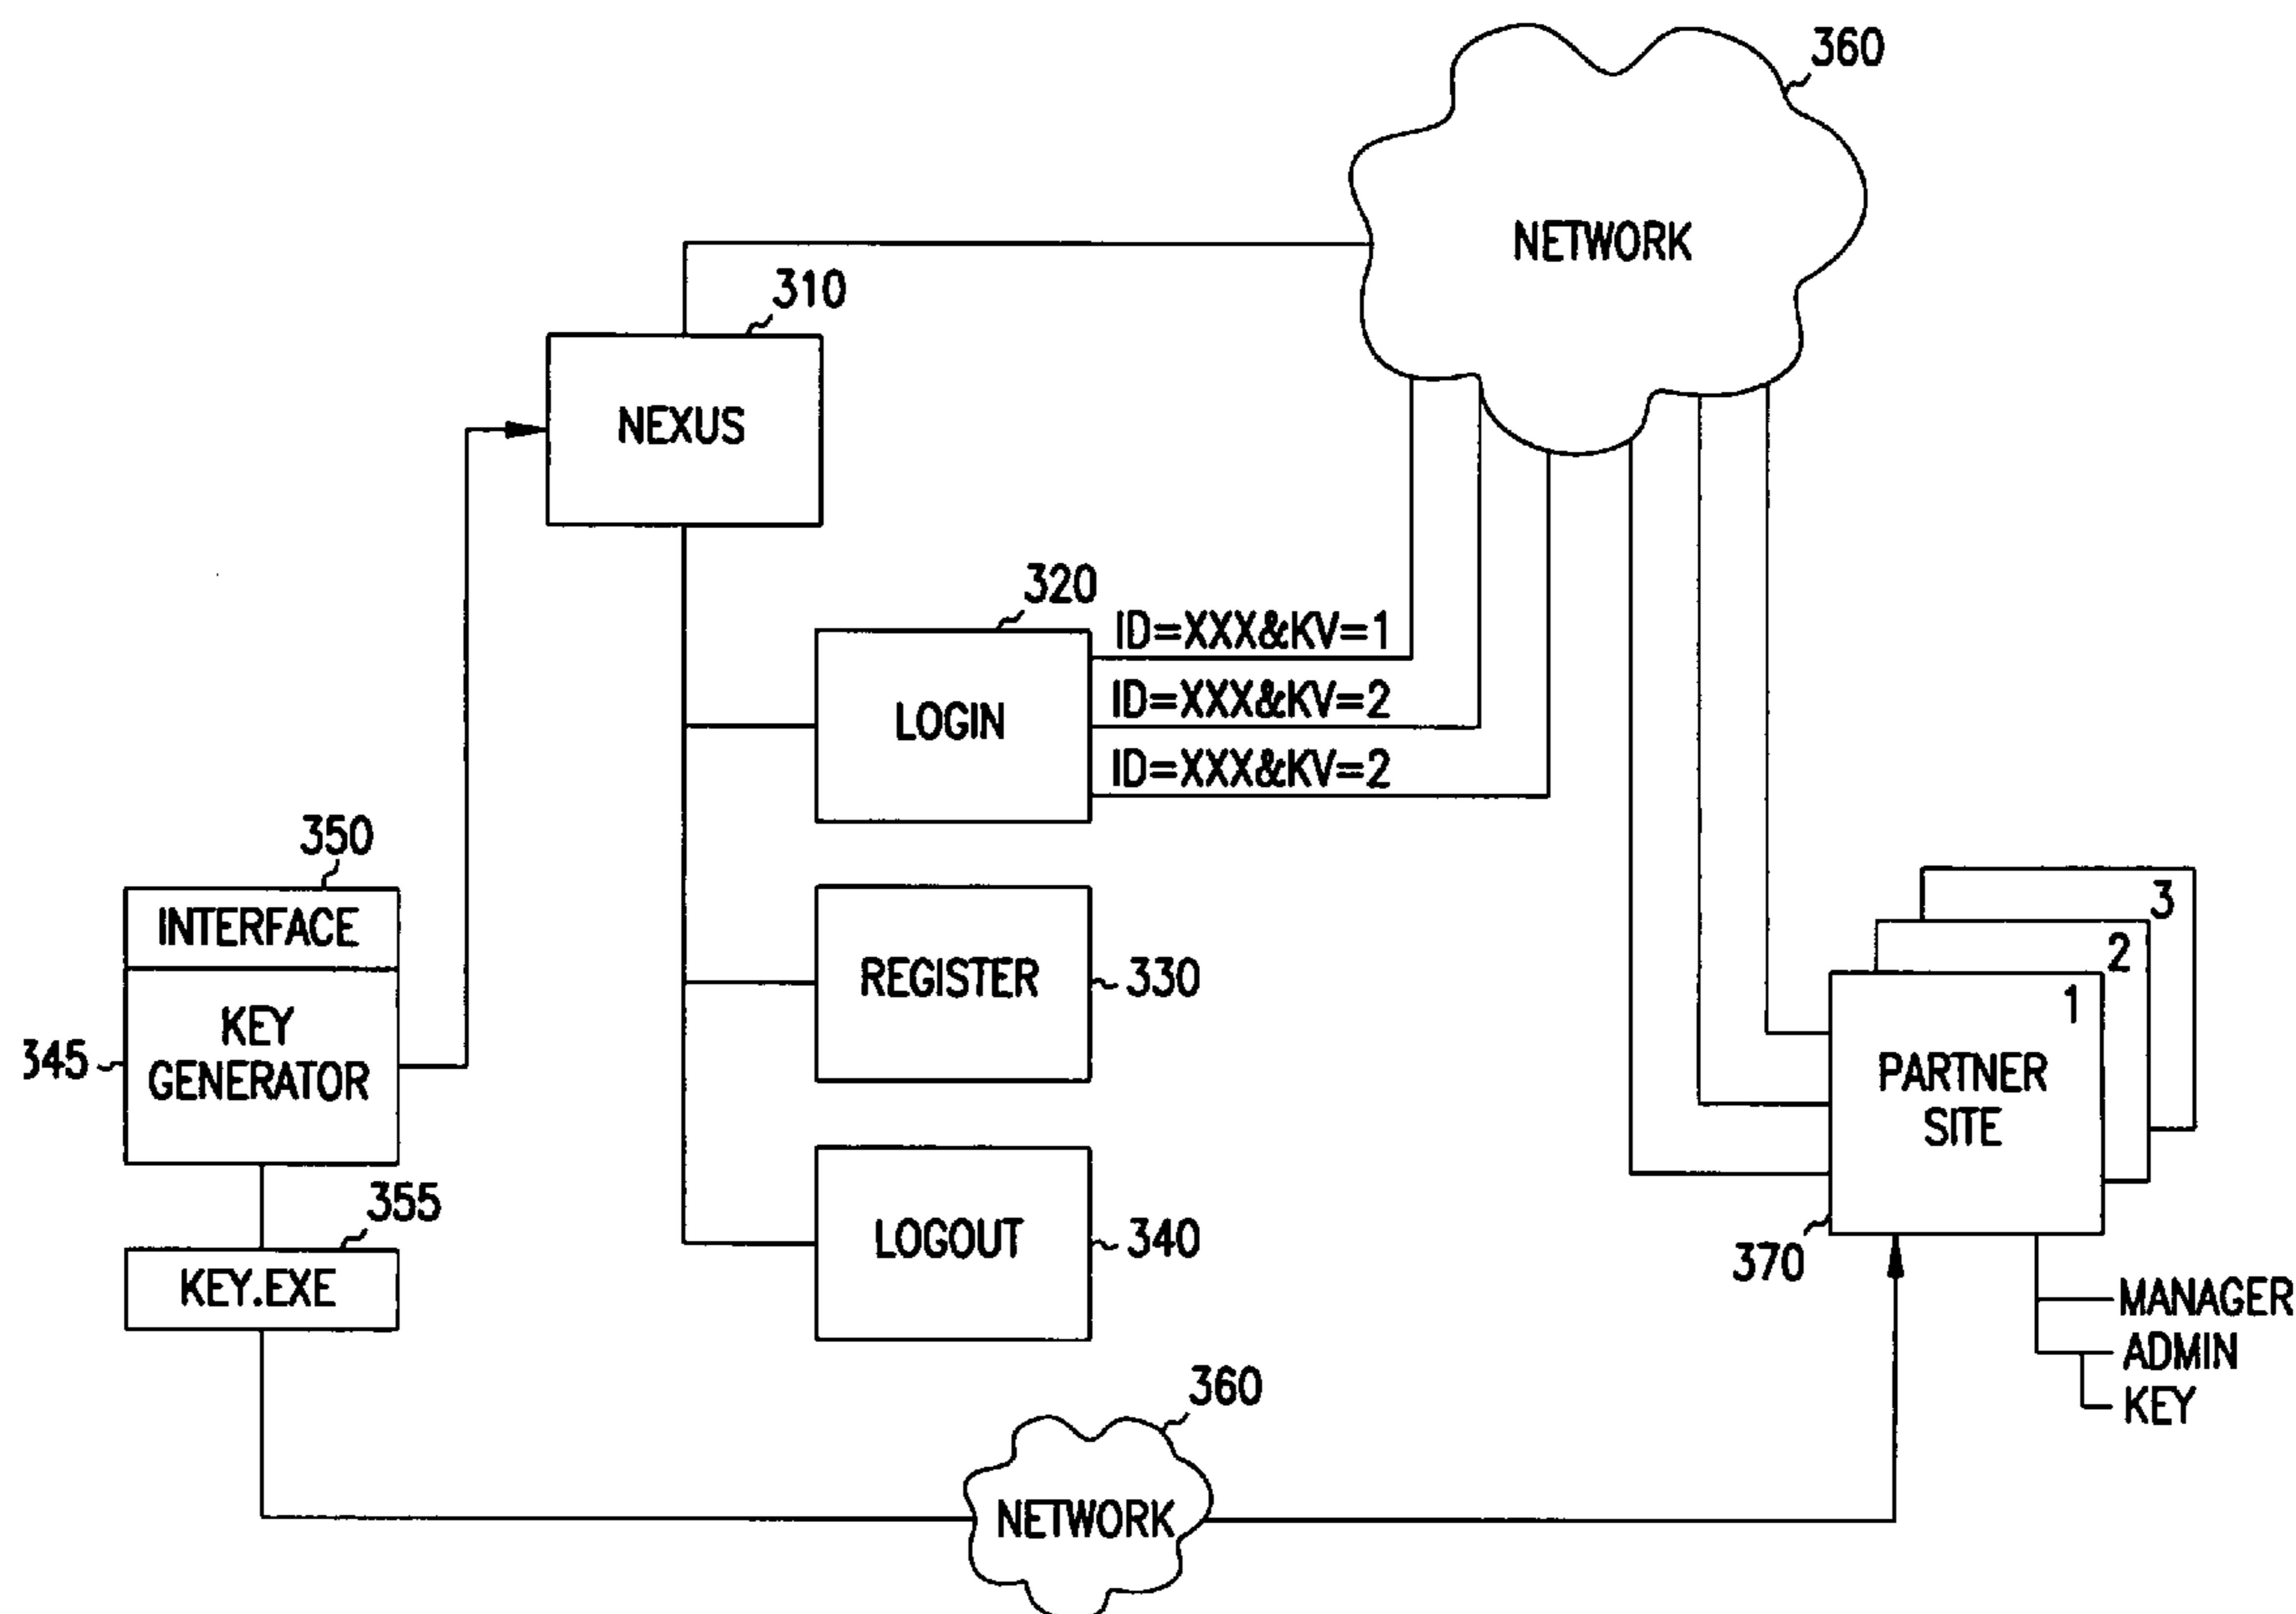 360
NETWORK
310
NEXUS
320
ID=XXX&KV=1
ID=XXX&KV=2
ID=XXX&KV=2
LOGIN
350
INTERFACE
KEY
GENERATOR
345
REGISTER
330
3
2
1
PARTNER
SITE
370
355
KEY.EXE
LOGOUT
340
MANAGER
ADMIN
KEY
360
NETWORK